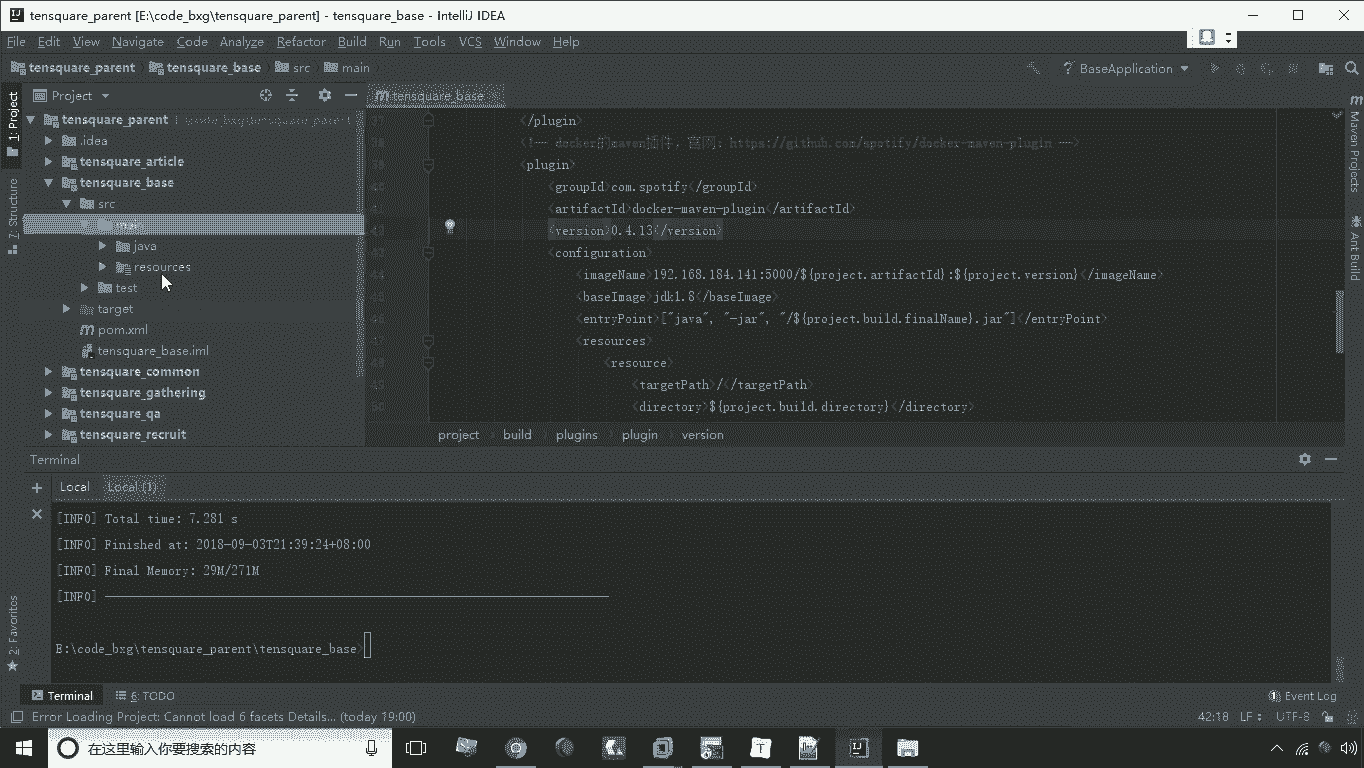 tensquare_parent [E:\code_bxg\tensquare_parent] - tensquare_base - IntelliJ IDEA
File Edit View Navigate Code Analyze Refactor Build Run Tools VCS Window Help
tensquare_parent tensquare_base src main
BaseApplication
Project
tensquare_base
1: Project
7: Structure
2: Favorites
tensquare_parent E:\code_bxg\tensquare_parent
.idea
tensquare_article
tensquare_base
src
main
java
resources
test
target
pom.xml
tensquare_base.iml
tensquare_common
tensquare_gathering
tensquare_qa
tensquare_recruit
</plugin>
<!-- docker的maven插件，官网：https://github.com/spotify/docker-maven-plugin -->
<plugin>
<groupId>com.spotify</groupId>
<artifactId>docker-maven-plugin</artifactId>
<version>0.4.13</version>
<configuration>
<imageName>192.168.184.141:5000/${project.artifactId}:${project.version}</imageName>
<baseImage>jdk1.8</baseImage>
<entryPoint>["java", "-jar", "/${project.build.finalName}.jar"]</entryPoint>
<resources>
<resource>
<targetPath>/</targetPath>
<directory>${project.build.directory}</directory>
project build plugins plugin version
Maven Projects
Ant Build
Terminal
Local Local (1)
[INFO] Total time: 7.281 s
[INFO] Finished at: 2018-09-03T21:39:24+08:00
[INFO] Final Memory: 29M/271M
[INFO] ------------------------------------------------------------------------
E:\code_bxg\tensquare_parent\tensquare_base>
Terminal 6: TODO
1 Event Log
Error Loading Project: Cannot load 6 facets Details... (today 19:00)
42:18 LF UTF-8
在这里输入你要搜索的内容